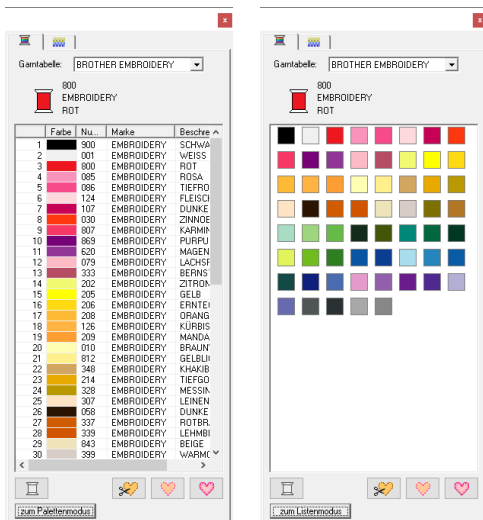 x
Garntabelle: BROTHER EMBROIDERY
800
EMBROIDERY
ROT
Farbe Nu... Marke Beschre
1 900 EMBROIDERY SCHWA
2 001 EMBROIDERY WEISS
3 800 EMBROIDERY ROT
4 085 EMBROIDERY ROSA
5 086 EMBROIDERY TIEFRO
6 124 EMBROIDERY FLEISCH
7 107 EMBROIDERY DUNKE
8 030 EMBROIDERY ZINNOE
9 807 EMBROIDERY KARMIN
10 869 EMBROIDERY PURPU
11 620 EMBROIDERY MAGEN
12 079 EMBROIDERY LACHSF
13 333 EMBROIDERY BERNS
14 202 EMBROIDERY ZITRON
15 205 EMBROIDERY GELB
16 206 EMBROIDERY ERNTE
17 208 EMBROIDERY ORANG
18 126 EMBROIDERY KÜRBIS
19 209 EMBROIDERY MANDA
20 010 EMBROIDERY BRAUN
21 812 EMBROIDERY GELBLI
22 348 EMBROIDERY KHAKIB
23 214 EMBROIDERY TIEFGO
24 328 EMBROIDERY MESSIN
25 307 EMBROIDERY LEINEN
26 058 EMBROIDERY DUNKE
27 337 EMBROIDERY ROTBR
28 339 EMBROIDERY LEHMB
29 843 EMBROIDERY BEIGE
30 399 EMBROIDERY WARM
zum Palettenmodus
x
Garntabelle: BROTHER EMBROIDERY
800
EMBROIDERY
ROT
zum Listenmodus